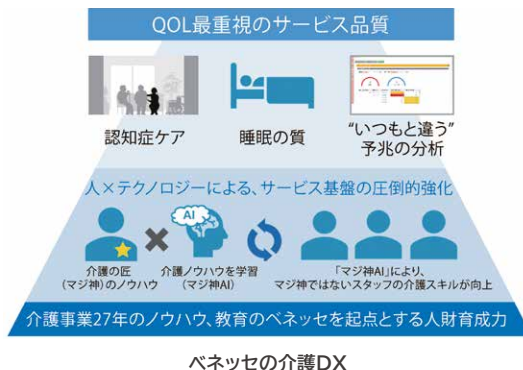 QOL最重視のサービス品質
認知症ケア
睡眠の質
“いつもと違う”
予兆の分析
人×テクノロジーによる、サービス基盤の圧倒的強化
AI
介護の匠
(マジ神)のノウハウ
介護ノウハウを学習
(マジ神AI)
「マジ神AI」により、
マジ神ではないスタッフの介護スキルが向上
介護事業27年のノウハウ、教育のベネッセを起点とする人財育成力
ベネッセの介護DX